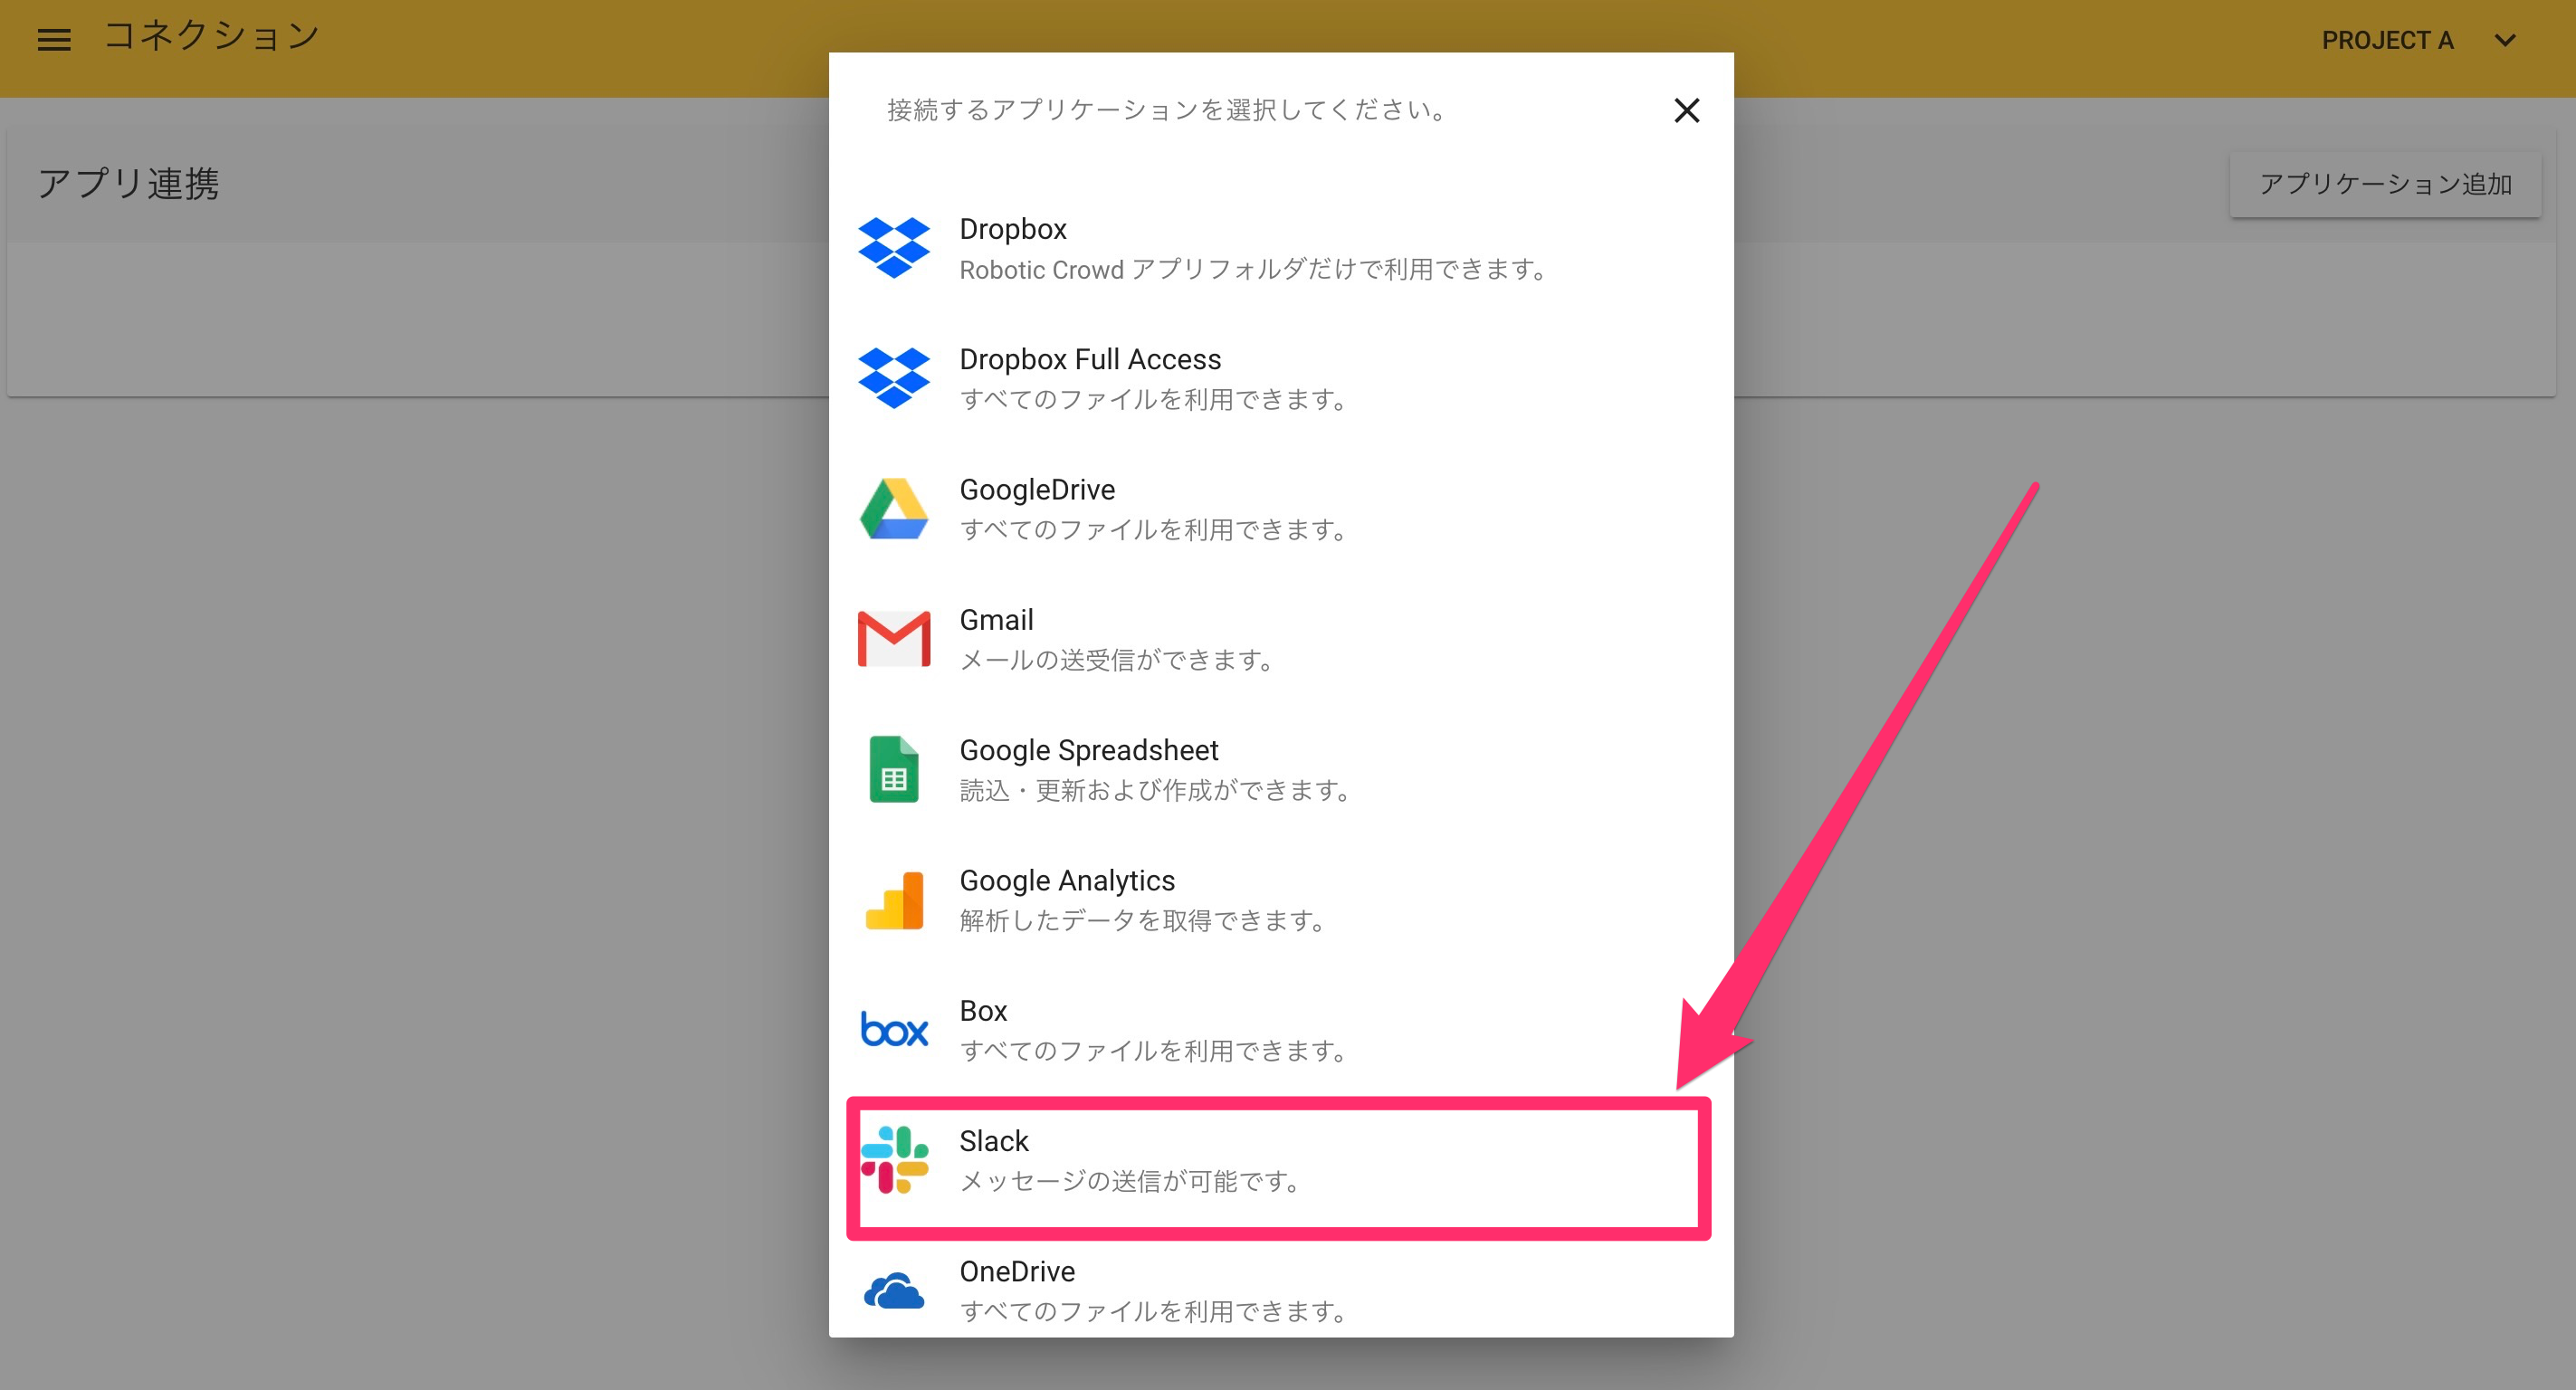 コネクション
PROJECT A
アプリ連携
アプリケーション追加
接続するアプリケーションを選択してください。
Dropbox
Robotic Crowd アプリフォルダだけで利用できます。
Dropbox Full Access
すべてのファイルを利用できます。
GoogleDrive
すべてのファイルを利用できます。
Gmail
メールの送受信ができます。
Google Spreadsheet
読込・更新および作成ができます。
Google Analytics
解析したデータを取得できます。
box
Box
すべてのファイルを利用できます。
Slack
メッセージの送信が可能です。
OneDrive
すべてのファイルを利用できます。